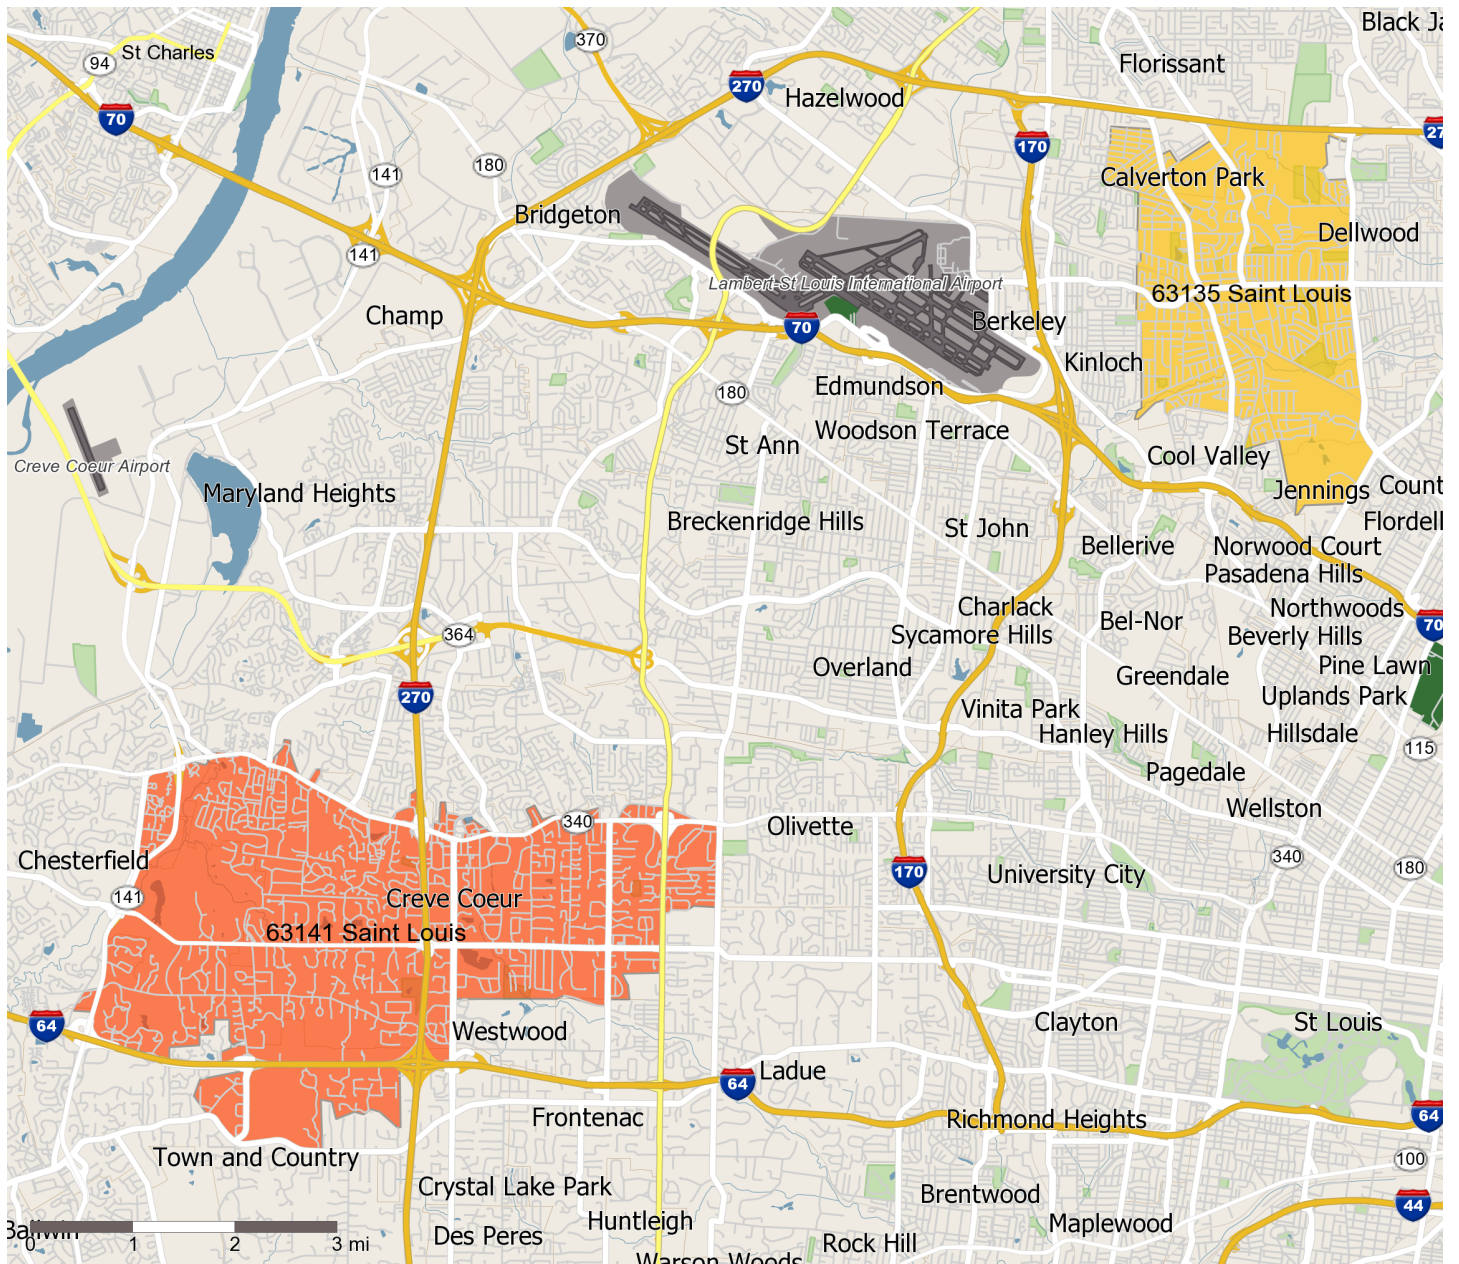 Black Ja
370
94
St Charles
Florissant
270
Hazelwood
70
27
170
141
180
Calverton Park
Bridgeton
Dellwood
141
Lambert-St Louis International Airport
63135 Saint Louis
Champ
70
Berkeley
Kinloch
180
Edmundson
Woodson Terrace
St Ann
Cool Valley
Creve Coeur Airport
Maryland Heights
Jennings
Count
Breckenridge Hills
St John
Flordell
Bellerive
Norwood Court
Pasadena Hills
Charlack
Northwoods
Bel-Nor
70
364
Sycamore Hills
Beverly Hills
Overland
Pine Lawn
Greendale
270
Uplands Park
Vinita Park
Hanley Hills
Hillsdale
115
Pagedale
Wellston
340
Olivette
Chesterfield
340
180
170
University City
141
Creve Coeur
63141 Saint Louis
64
Westwood
Clayton
St Louis
Ladue
64
Frontenac
Richmond Heights
64
Town and Country
100
Crystal Lake Park
Brentwood
44
Huntleigh
Maplewood
Ballwin
Des Peres
0 1 2 3 mi
Rock Hill
Warson Woods